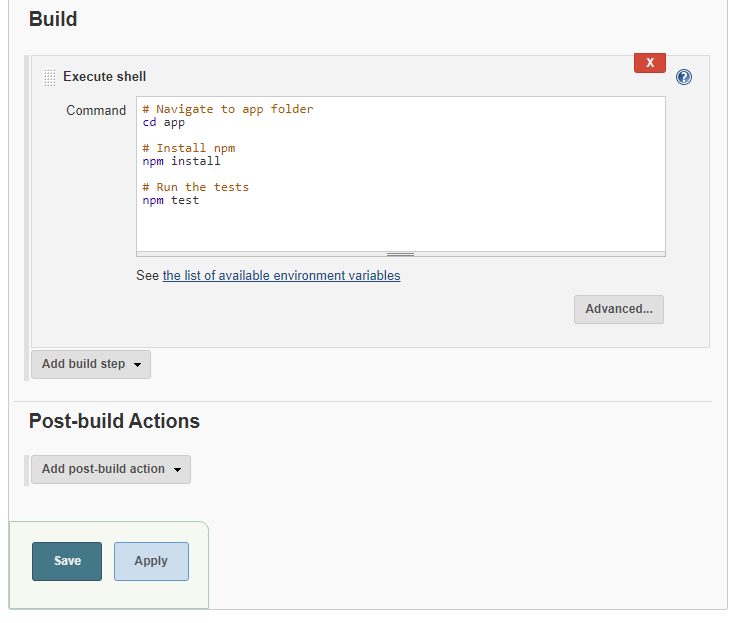 Build
X
Execute shell
?
Command
# Navigate to app folder
cd app
# Install npm
npm install
# Run the tests
npm test
See the list of available environment variables
Advanced...
Add build step
Post-build Actions
Add post-build action
Save Apply